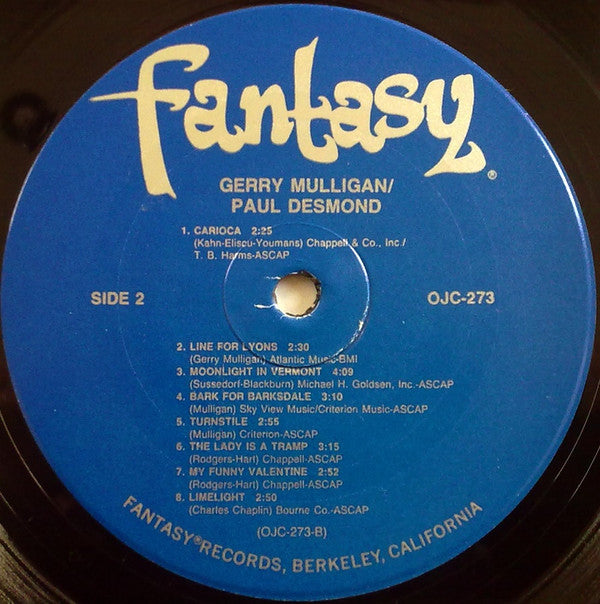 fantasy®
GERRY MULLIGAN/
PAUL DESMOND
1. CARIOCA 2:25
(Kahn-Eliscu-Youmans) Chappell & Co., Inc./
T. B. Harms-ASCAP
SIDE 2
OJC-273
2. LINE FOR LYONS 2:30
(Gerry Mulligan) Atlantic Music-BMI
3. MOONLIGHT IN VERMONT 4:09
(Sussedorf-Blackburn) Michael H. Goldsen, Inc.-ASCAP
4. BARK FOR BARKSDALE 3:10
(Mulligan) Sky View Music/Criterion Music-ASCAP
5. TURNSTILE 2:55
(Mulligan) Criterion-ASCAP
6. THE LADY IS A TRAMP 3:15
(Rodgers-Hart) Chappell-ASCAP
7. MY FUNNY VALENTINE 2:52
(Rodgers-Hart) Chappell-ASCAP
8. LIMELIGHT 2:50
(Charles Chaplin) Bourne Co.-ASCAP
(OJC-273-B)
FANTASY® RECORDS, BERKELEY, CALIFORNIA